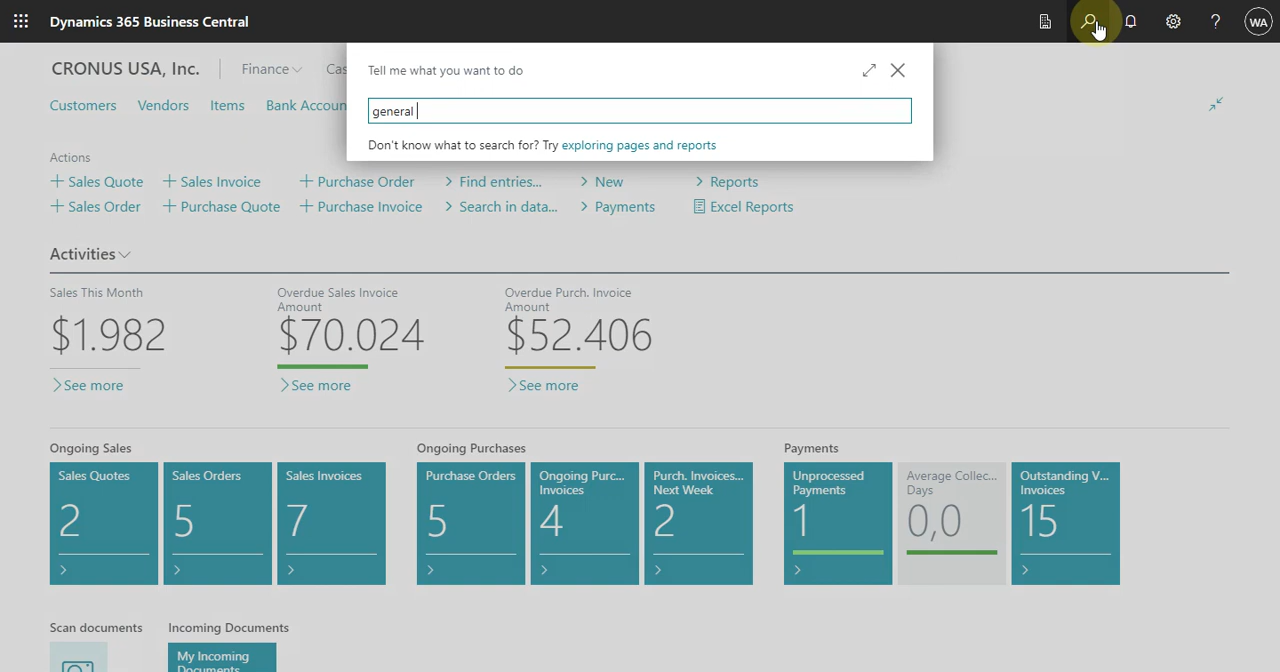 Dynamics 365 Business Central
?
WA
CRONUS USA, Inc.
Finance
Cas
Customers
Vendors
Items
Bank Accoun
Tell me what you want to do
general
Don't know what to search for? Try exploring pages and reports
Actions
+ Sales Quote
+ Sales Invoice
+ Purchase Order
> Find entries...
> New
> Reports
+ Sales Order
+ Purchase Quote
+ Purchase Invoice
> Search in data...
> Payments
Excel Reports
Activities
Sales This Month
$1.982
> See more
Overdue Sales Invoice
Amount
$70.024
> See more
Overdue Purch. Invoice
Amount
$52.406
> See more
Ongoing Sales
Sales Quotes
2
Sales Orders
5
Sales Invoices
7
Ongoing Purchases
Purchase Orders
5
Ongoing Purc...
Invoices
4
Purch. Invoices...
Next Week
2
Payments
Unprocessed
Payments
1
Average Collec...
Days
0,0
Outstanding V...
Invoices
15
Scan documents
Incoming Documents
My Incoming
Documents